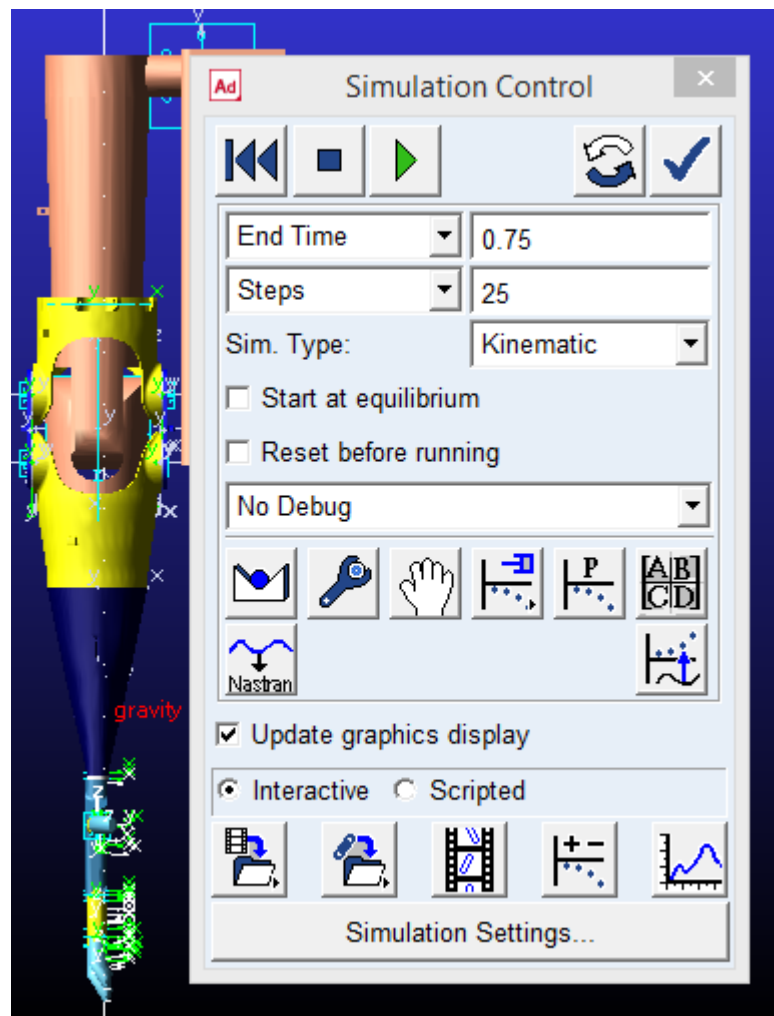 Ad Simulation Control ×
End Time 0.75
Steps 25
Sim. Type: Kinematic
Start at equilibrium
Reset before running
No Debug
P A B
C D
Nastran
gravity
Update graphics display
Interactive Scripted
Simulation Settings...